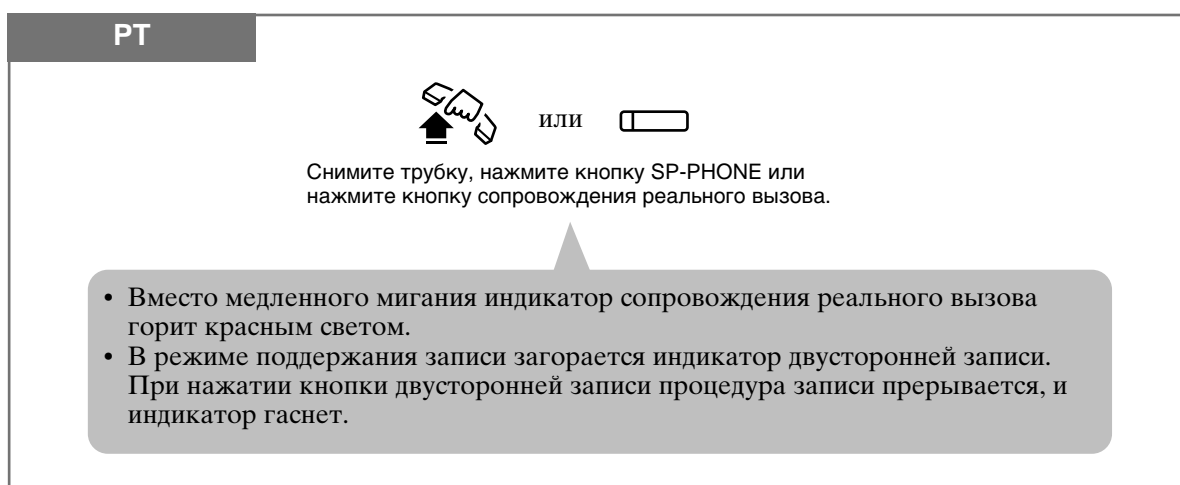 PT
или
Снимите трубку, нажмите кнопку SP-PHONE или
нажмите кнопку сопровождения реального вызова.
• Вместо медленного мигания индикатор сопровождения реального вызова
горит красным светом.
• В режиме поддержания записи загорается индикатор двусторонней записи.
При нажатии кнопки двусторонней записи процедура записи прерывается, и
индикатор гаснет.